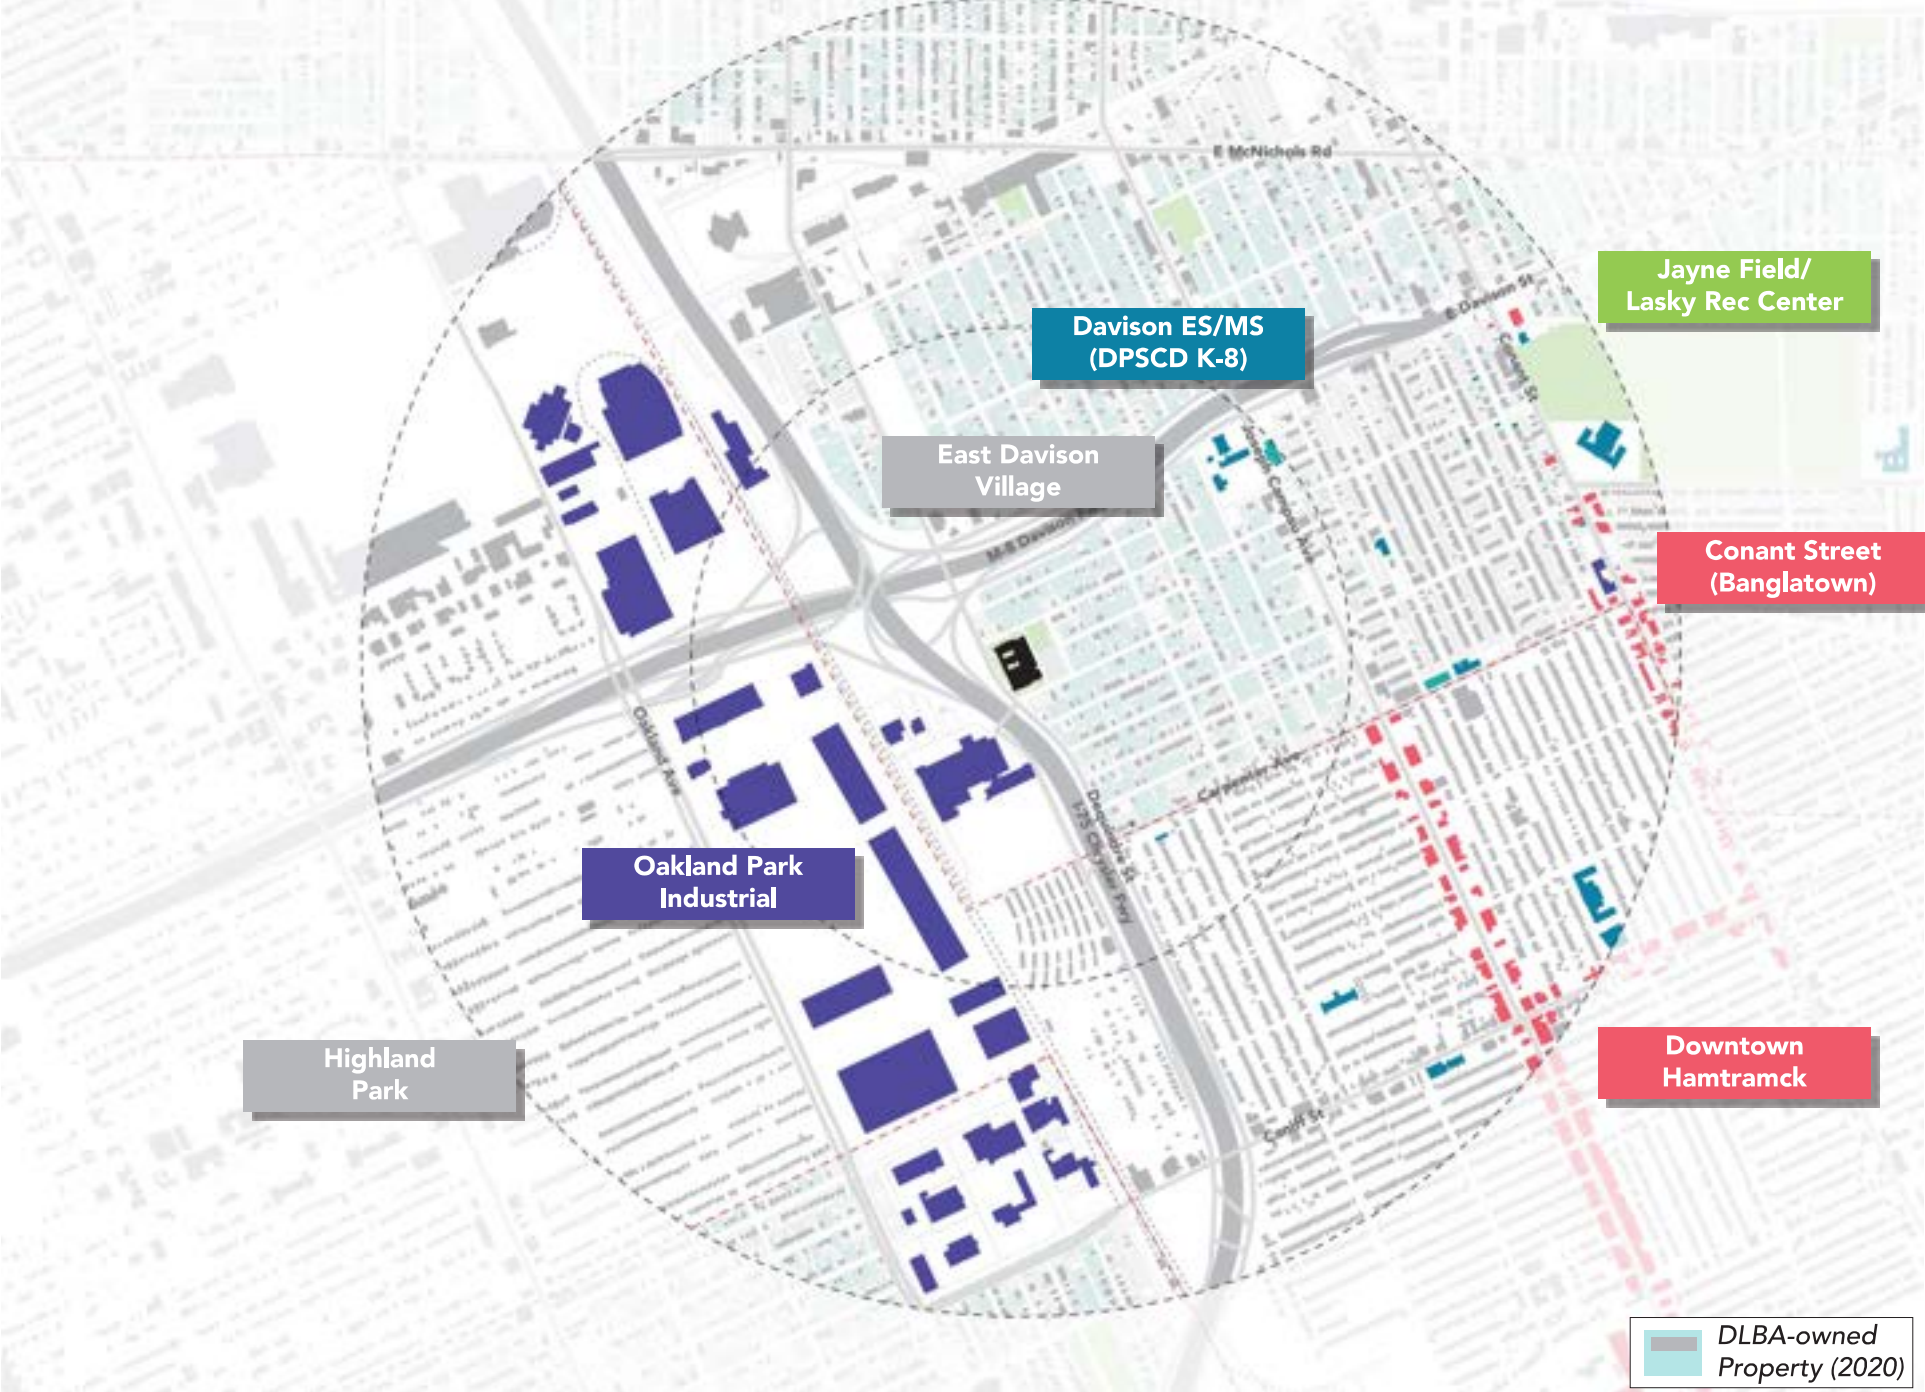 E McNichols Rd
Jayne Field/
Lasky Rec Center
E Davison St
Davison ES/MS
(DPSCD K-8)
Conant St
East Davison
Village
Joseph Campau Ave
M-8 Davison
Conant Street
(Banglatown)
Oakland Ave
Carpenter Ave
Dequindre St
I-75 Chrysler Fwy
Oakland Park
Industrial
Highland
Park
Downtown
Hamtramck
Caniff St
DLBA-owned
Property (2020)